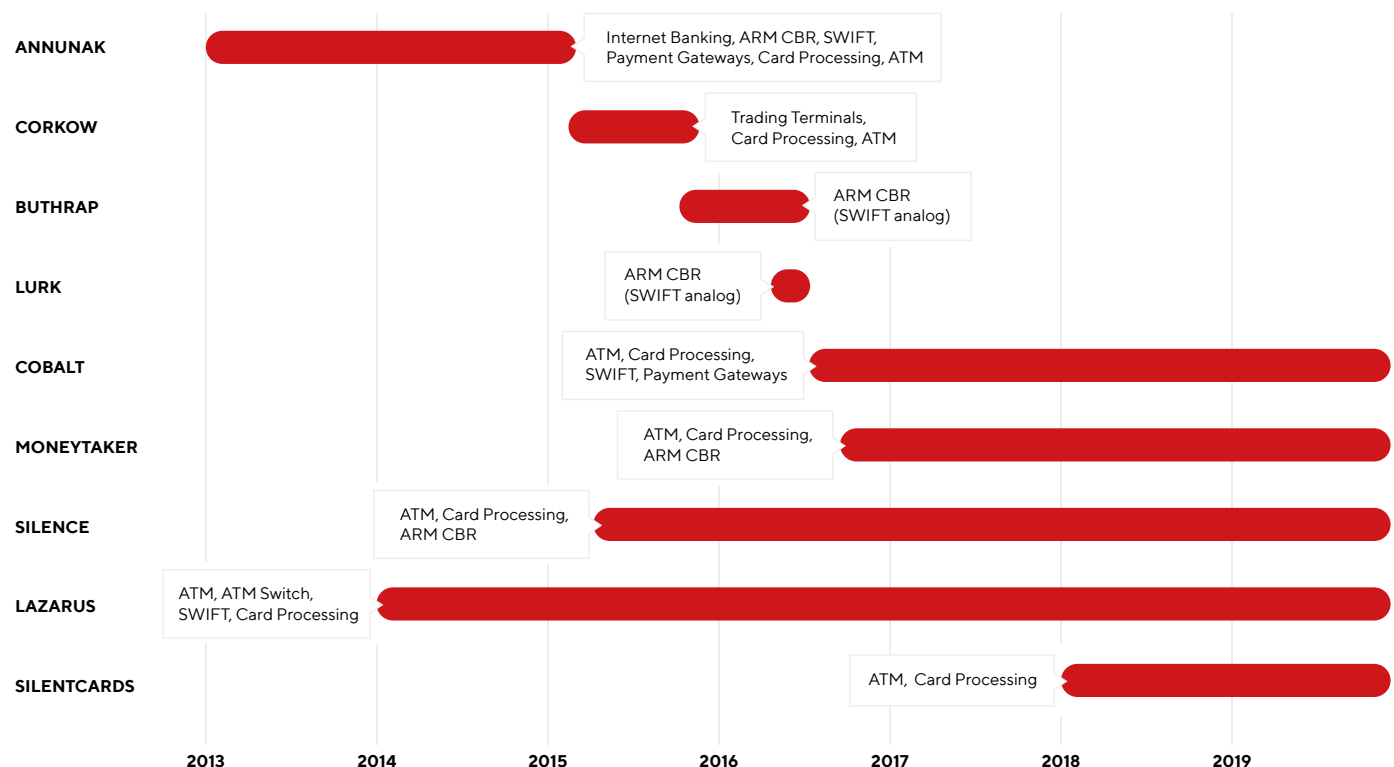 ANNUNAK
Internet Banking, ARM CBR, SWIFT,
Payment Gateways, Card Processing, ATM
CORKOW
Trading Terminals,
Card Processing, ATM
BUTHRAP
ARM CBR
(SWIFT analog)
LURK
ARM CBR
(SWIFT analog)
COBALT
ATM, Card Processing,
SWIFT, Payment Gateways
MONEYTAKER
ATM, Card Processing,
ARM CBR
SILENCE
ATM, Card Processing,
ARM CBR
LAZARUS
ATM, ATM Switch,
SWIFT, Card Processing
SILENTCARDS
ATM, Card Processing
2013 2014 2015 2016 2017 2018 2019